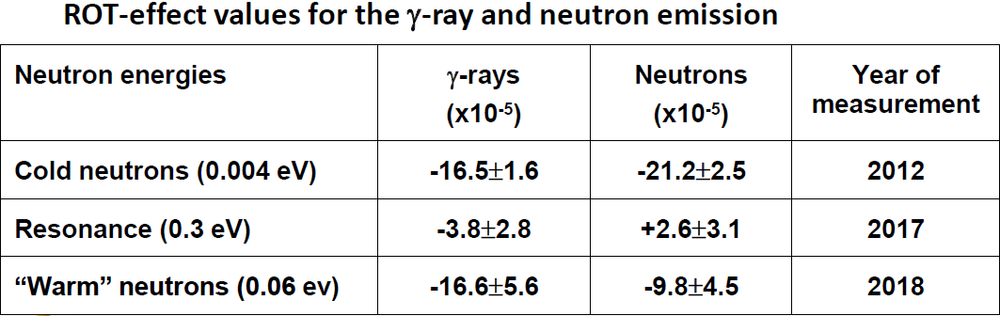 ROT-effect values for the γ-ray and neutron emission
Neutron energies
γ-rays
(x10⁻⁵)
Neutrons
(x10⁻⁵)
Year of
measurement
Cold neutrons (0.004 eV)
-16.5±1.6
-21.2±2.5
2012
Resonance (0.3 eV)
-3.8±2.8
+2.6±3.1
2017
“Warm” neutrons (0.06 ev)
-16.6±5.6
-9.8±4.5
2018